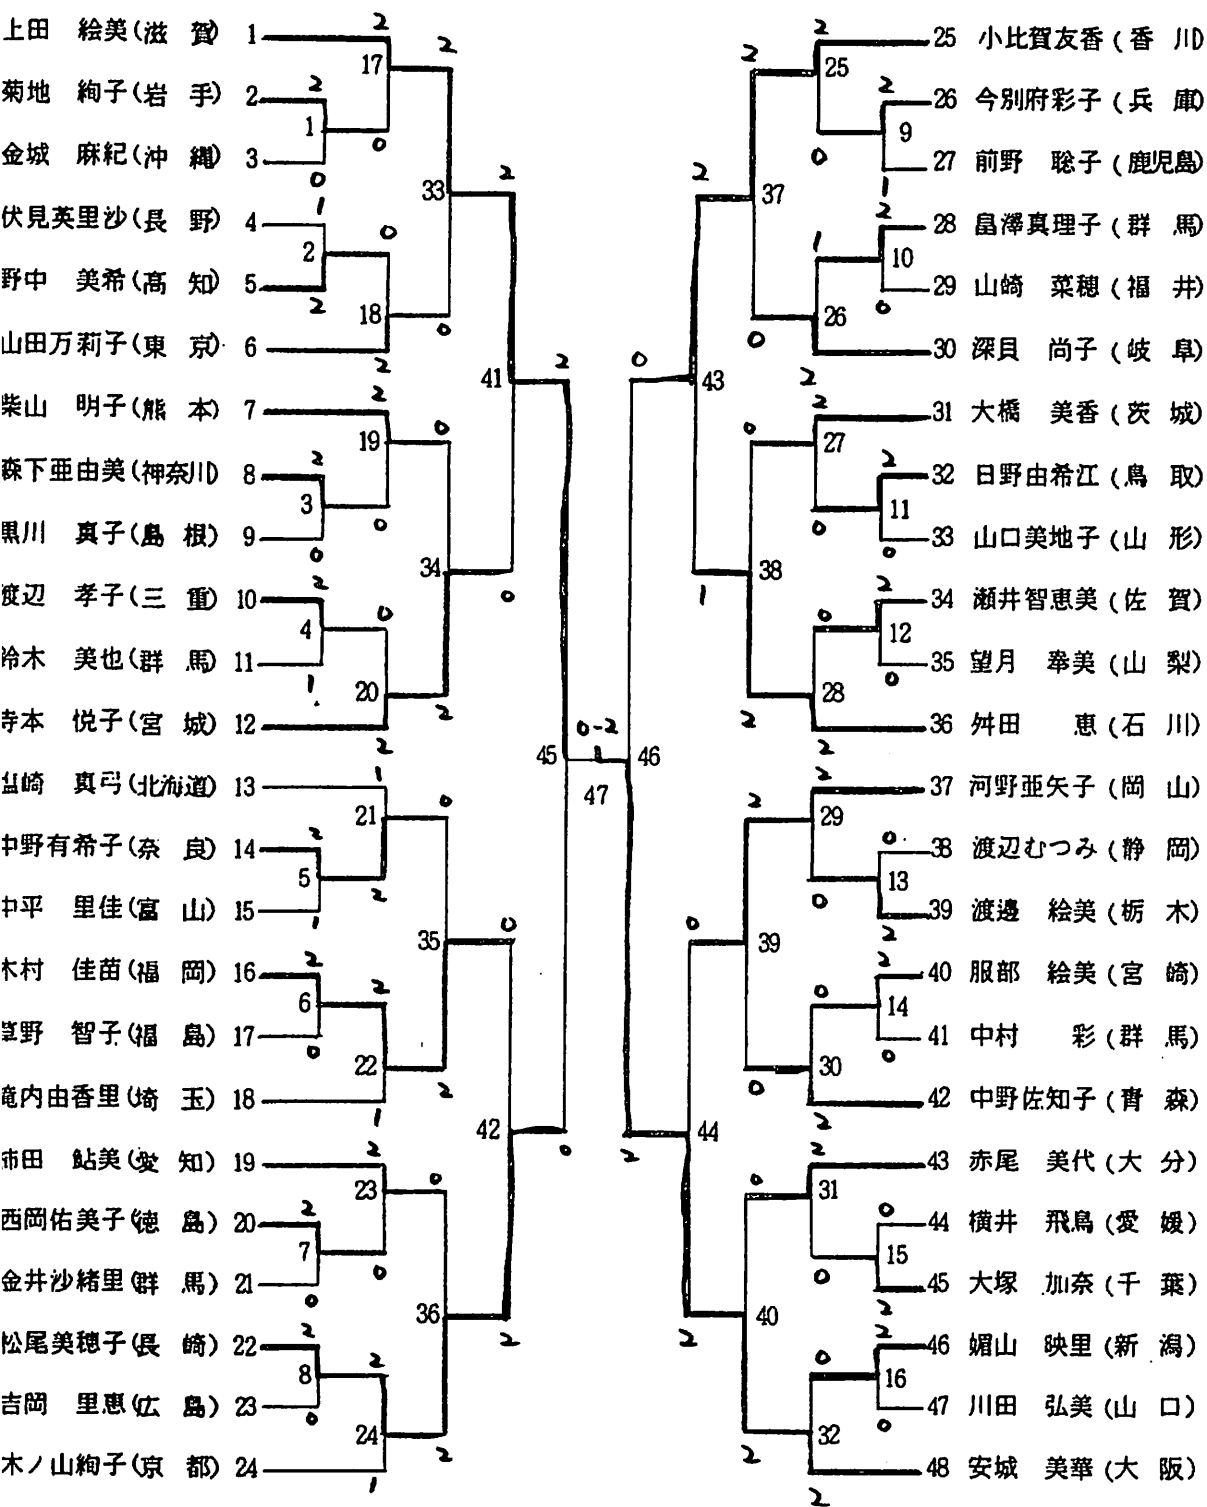 上田 絵美(滋 賀) 1
菊地 絢子(岩 手) 2
金城 麻紀(沖 縄) 3
伏見英里沙(長 野) 4
野中 美希(高 知) 5
山田万莉子(東 京) 6
柴山 明子(熊 本) 7
森下亜由美(神奈川) 8
黒川 真子(島 根) 9
渡辺 孝子(三 重) 10
鈴木 美也(群 馬) 11
寺本 悦子(宮 城) 12
崎 真弓(北海道) 13
中野有希子(奈 良) 14
中平 里佳(富 山) 15
木村 佳苗(福 岡) 16
野 智子(福 島) 17
竜内由香里(埼 玉) 18
市田 鮎美(愛 知) 19
西岡佑美子(徳 島) 20
金井沙緒里(群 馬) 21
松尾美穂子(長 崎) 22
吉岡 里恵(広 島) 23
木ノ山絢子(京 都) 24
25 小比賀友香(香 川)
26 今別府彩子(兵 庫)
27 前野 聡子(鹿児島)
28 畠澤真理子(群 馬)
29 山崎 菜穂(福 井)
30 深貝 尚子(岐 阜)
31 大橋 美香(茨 城)
32 日野由希江(鳥 取)
33 山口美地子(山 形)
34 瀬井智恵美(佐 賀)
35 望月 奉美(山 梨)
36 舛田 恵(石 川)
37 河野亜矢子(岡 山)
38 渡辺むつみ(静 岡)
39 渡邉 絵美(栃 木)
40 服部 絵美(宮 崎)
41 中村 彩(群 馬)
42 中野佐知子(青 森)
43 赤尾 美代(大 分)
44 横井 飛鳥(愛 媛)
45 大塚 加奈(千 葉)
46 媚山 映里(新 潟)
47 川田 弘美(山 口)
48 安城 美華(大 阪)
1
2
3
4
5
6
7
8
9
10
11
12
13
14
15
16
17
18
19
20
21
22
23
24
25
26
27
28
29
30
31
32
33
34
35
36
37
38
39
40
41
42
43
44
45
46
0-2
47